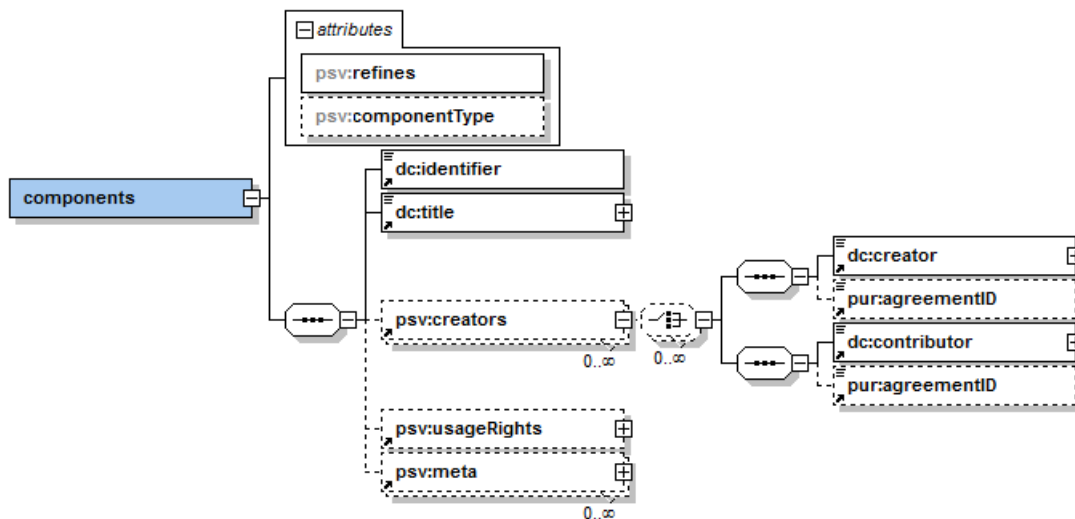 attributes
psv:refines
psv:componentType
components
dc:identifier
dc:title
psv:creators
0..∞
0..∞
dc:creator
pur:agreementID
dc:contributor
pur:agreementID
psv:usageRights
psv:meta
0..∞